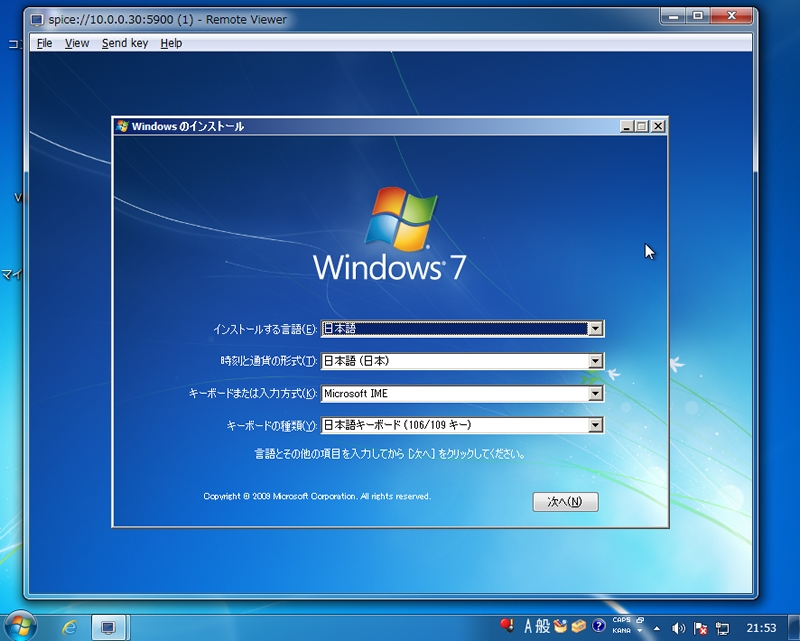 spice://10.0.0.30:5900 (1) - Remote Viewer
File View Send key Help
Windows のインストール
Windows 7
インストールする言語(E): 日本語
時刻と通貨の形式(T): 日本語 (日本)
キーボードまたは入力方式(K): Microsoft IME
キーボードの種類(Y): 日本語キーボード (106/109 キー)
言語とその他の項目を入力してから [次へ] をクリックしてください。
Copyright © 2009 Microsoft Corporation. All rights reserved.
次へ(N)
マイ
A 般 CAPS
KANA
21:53